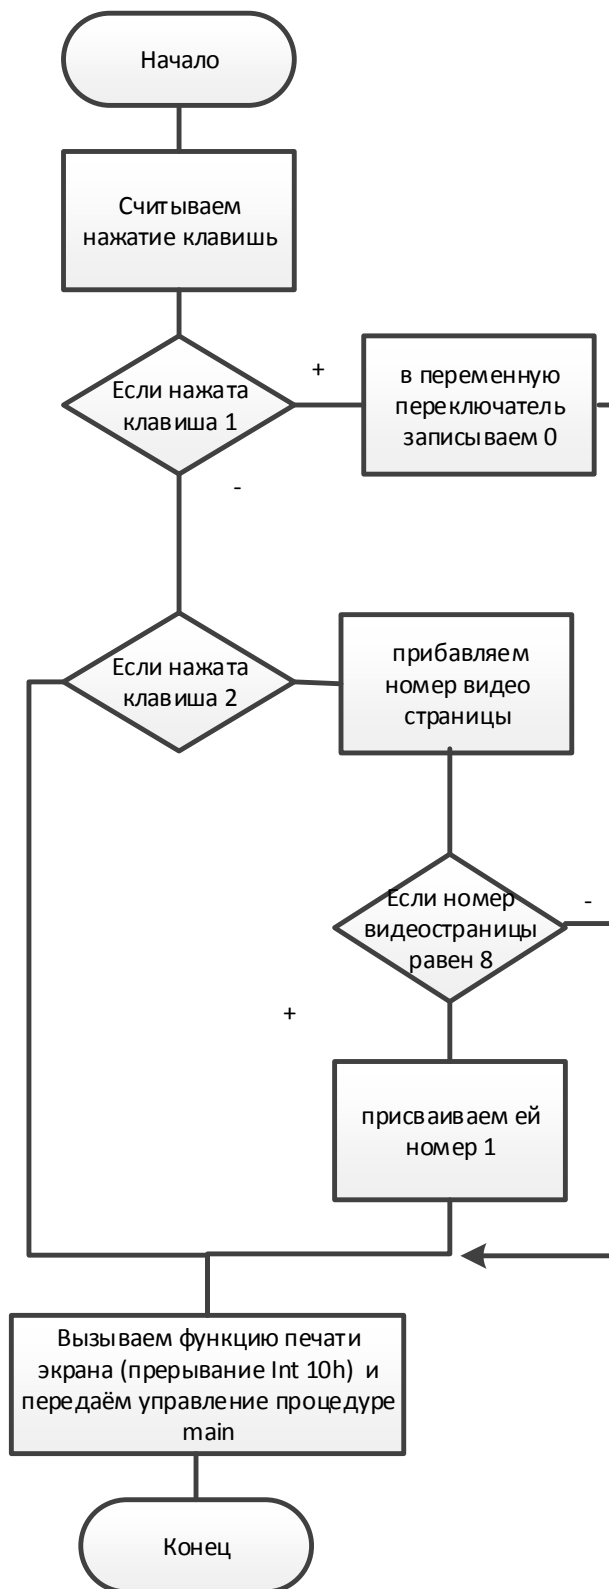 Начало
Считываем
нажатие клавишь
Если нажата
клавиша 1
+
в переменную
переключатель
записываем 0
-
Если нажата
клавиша 2
прибавляем
номер видео
страницы
Если номер
видеостраницы
равен 8
-
+
присваиваем ей
номер 1
Вызываем функцию печати
экрана (прерывание Int 10h) и
передаём управление процедуре
main
Конец